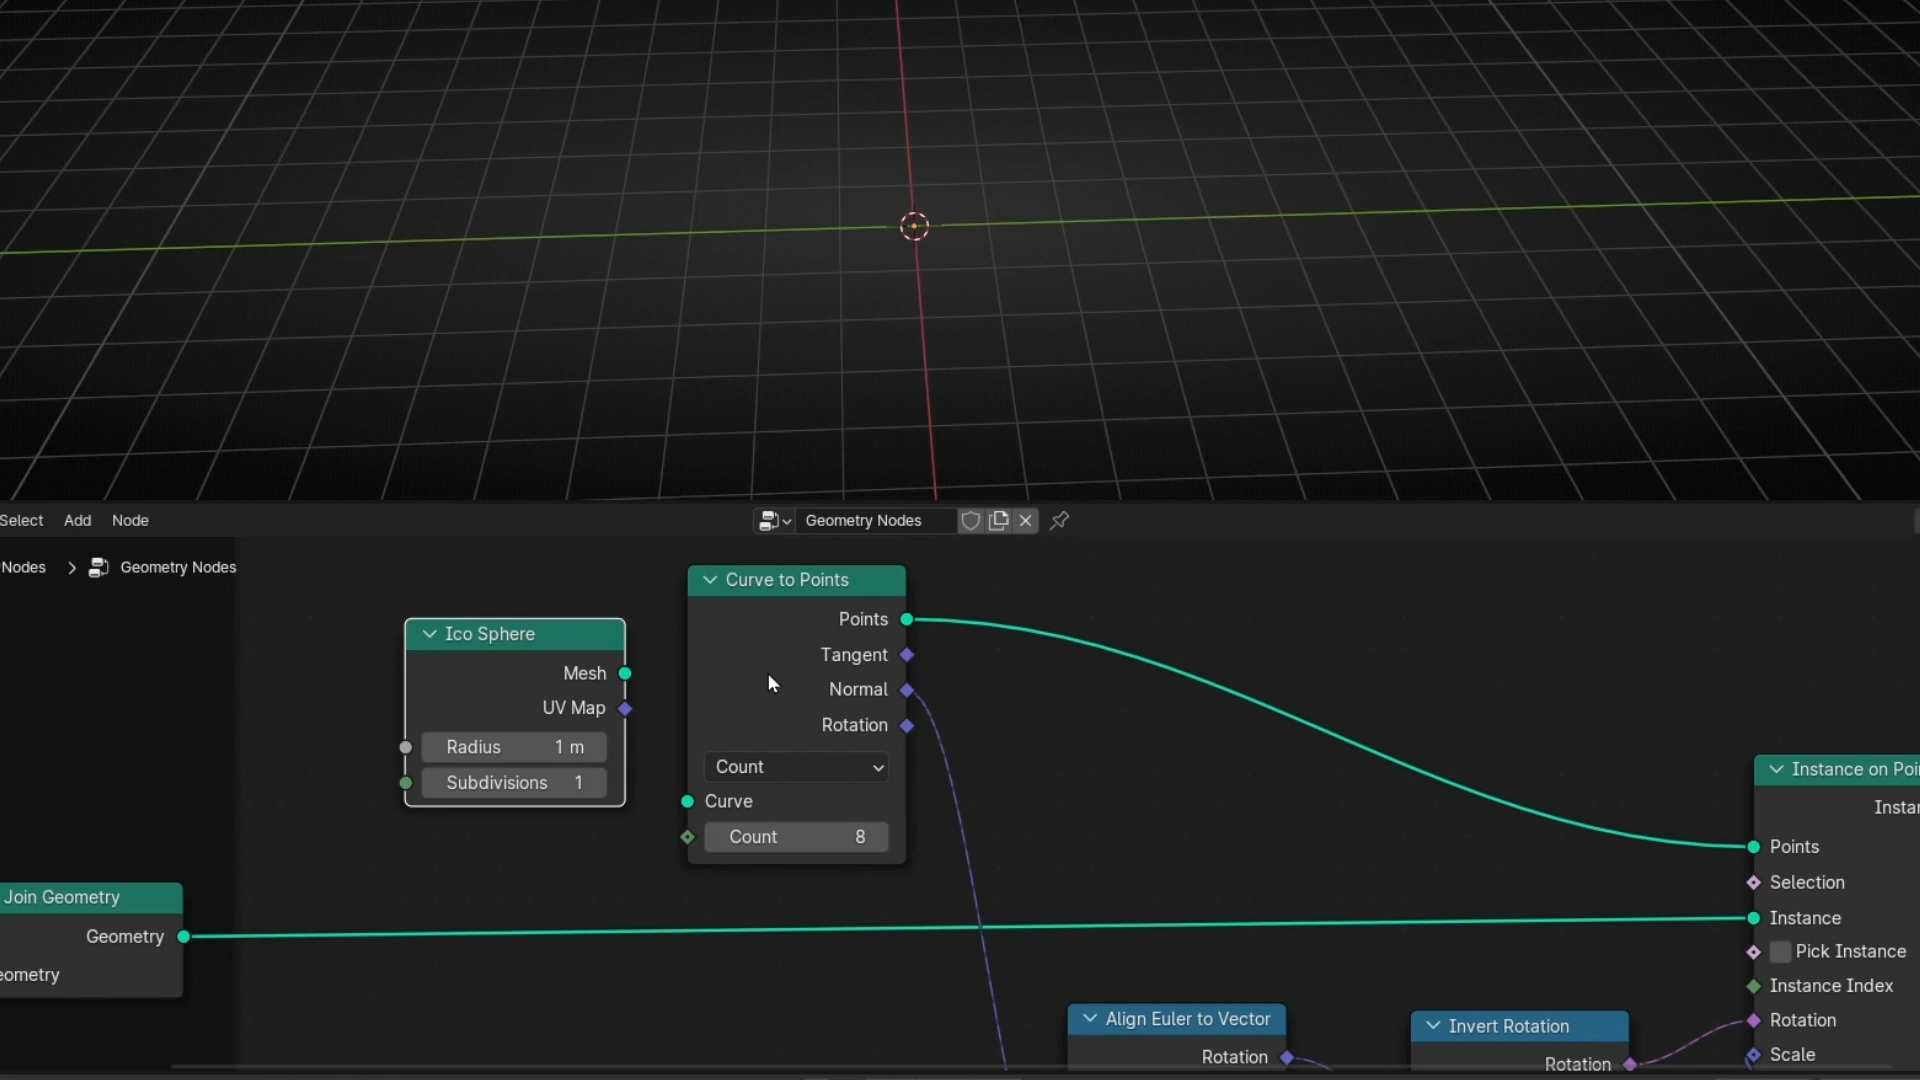 Select Add Node Geometry Nodes
Nodes > Geometry Nodes
Curve to Points
Points
Tangent
Normal
Rotation
Count
Curve
Count 8
Ico Sphere
Mesh
UV Map
Radius 1 m
Subdivisions 1
Join Geometry
Geometry
eometry
Instance on Poi
Instan
Points
Selection
Instance
Pick Instance
Instance Index
Rotation
Scale
Align Euler to Vector
Rotation
Invert Rotation
Rotation